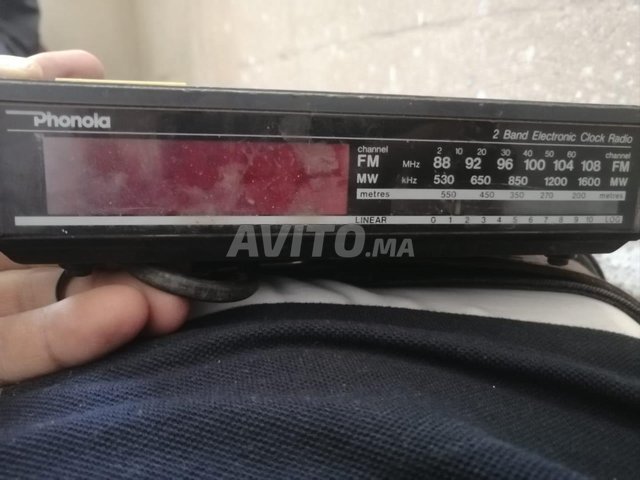 Phonola
2 Band Electronic Clock Radio
channel 2 10 20 30 40 50 60 channel
FM MHz 88 92 96 100 104 108 FM
MW kHz 530 650 850 1200 1600 MW
metres 550 450 350 270 200 metres
LINEAR 0 1 2 3 4 5 6 7 8 9 10 LOG
AVITO.MA